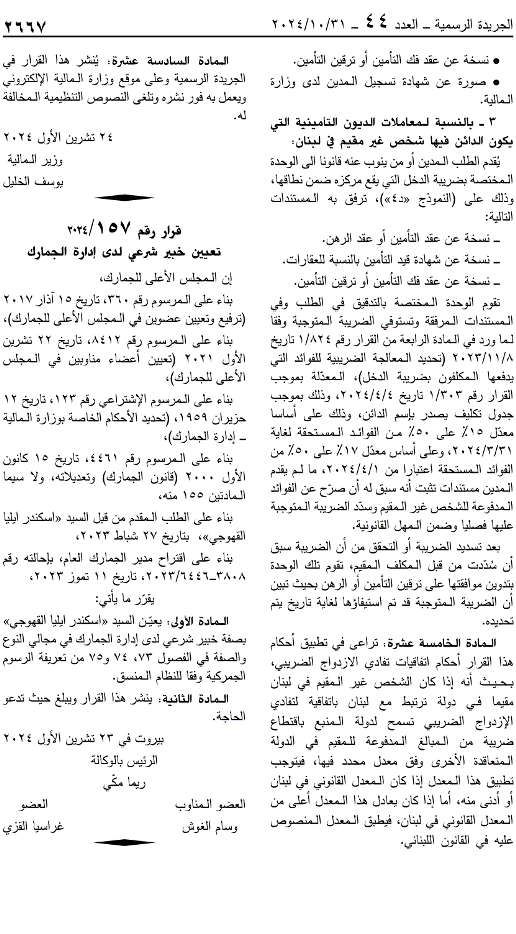 الجريدة الرسمية ــ العدد ٤٤ ــ ٢٠٢٤/١٠/٣١
٢٦٦٧
• نسخة عن عقد فك التأمين أو ترقين التأمين.
• صورة عن شهادة تسجيل المدين لدى وزارة
المالية.
٣ ــ بالنسبة لمعاملات الديون التأمينية التي
يكون الدائن فيها شخص غير مقيم في لبنان:
يُقدم الطلب المدين أو من ينوب عنه قانونا الى الوحدة
المختصة بضريبة الدخل التي يقع مركزه ضمن نطاقها،
وذلك على (النموذج «د٤»)، ترفق به المستندات
التالية:
ــ نسخة عن عقد التأمين أو عقد الرهن.
ــ نسخة عن شهادة قيد التأمين بالنسبة للعقارات.
ــ نسخة عن عقد فك التأمين أو ترقين التأمين.
تقوم الوحدة المختصة بالتدقيق في الطلب وفي
المستندات المرفقة وتستوفي الضريبة المتوجبة وفقا
لما ورد في المادة الرابعة من القرار رقم ١/٨٢٤ تاريخ
٢٠٢٣/١١/٨ (تحديد المعالجة الضريبية للفوائد التي
يدفعها المكلفون بضريبة الدخل)، المعدّلة بموجب
القرار رقم ١/٣٠٣ تاريخ ٢٠٢٤/٤/٤، وذلك بموجب
جدول تكليف يصدر بإسم الدائن، وذلك على أساسا
معدّل ١٥٪ على ٥٠٪ من الفوائد المستحقة لغاية
٢٠٢٤/٣/٣١، وعلى أساس معدّل ١٧٪ على ٥٠٪ من
الفوائد المستحقة اعتبارا من ٢٠٢٤/٤/١، ما لم يقدم
المدين مستندات تثبت أنه سبق له أن صرّح عن الفوائد
المدفوعة للشخص غير المقيم وسدّد الضريبة المتوجبة
عليها فصليا وضمن المهل القانونية.
بعد تسديد الضريبة أو التحقق من أن الضريبة سبق
أن سُدّدت من قبل المكلف المقيم، تقوم تلك الوحدة
بتدوين موافقتها على ترقين التأمين أو الرهن بحيث تبين
أن الضريبة المتوجبة قد تم استيفاؤها لغاية تاريخ يتم
تحديده.
المادة الخامسة عشرة: تراعى في تطبيق أحكام
هذا القرار أحكام اتفاقيات تفادي الازدواج الضريبي،
بحيث أنه إذا كان الشخص غير المقيم في لبنان
مقيما في دولة ترتبط مع لبنان باتفاقية لتفادي
الإزدواج الضريبي تسمح لدولة المنبع باقتطاع
ضريبة من المبالغ المدفوعة للمقيم في الدولة
المتعاقدة الأخرى وفق معدل محدد فيها، فيتوجب
تطبيق هذا المعدل إذا كان المعدل القانوني في لبنان
أو أدنى منه، أما إذا كان يعادل هذا المعدل أعلى من
المعدل القانوني في لبنان، فيطبق المعدل المنصوص
عليه في القانون اللبناني.
المادة السادسة عشرة: يُنشر هذا القرار في
الجريدة الرسمية وعلى موقع وزارة المالية الإلكتروني
ويعمل به فور نشره وتلغى النصوص التنظيمية المخالفة
له.
٢٤ تشرين الأول ٢٠٢٤
وزير المالية
يوسف الخليل
قرار رقم ٢٠٢٤/١٥٧
تعيين خبير شرعي لدى إدارة الجمارك
إن المجلس الأعلى للجمارك،
بناء على المرسوم رقم ٣٦٠، تاريخ ١٥ آذار ٢٠١٧
(ترفيع وتعيين عضوين في المجلس الأعلى للجمارك)،
بناء على المرسوم رقم ٨٤١٢، تاريخ ٢٢ تشرين
الأول ٢٠٢١ (تعيين أعضاء مناوبين في المجلس
الأعلى للجمارك)،
بناء على المرسوم الإشتراعي رقم ١٢٣، تاريخ ١٢
حزيران ١٩٥٩، (تحديد الأحكام الخاصة بوزارة المالية
ــ إدارة الجمارك)،
بناء على المرسوم رقم ٤٤٦١، تاريخ ١٥ كانون
الأول ٢٠٠٠ (قانون الجمارك) وتعديلاته، ولا سيما
المادتين ١٥٥ منه،
بناء على الطلب المقدم من قبل السيد «اسكندر ايليا
القهوجي»، بتاريخ ٢٧ شباط ٢٠٢٣،
بناء على اقتراح مدير الجمارك العام، بإحالته رقم
٣٨٠٨ــ٢٠٢٣/٦٤٤٦، تاريخ ١١ تموز ٢٠٢٣،
يقرّر ما يأتي:
المادة الأولى: يعيّن السيد «اسكندر ايليا القهوجي»
بصفة خبير شرعي لدى إدارة الجمارك في مجالي النوع
والصفة في الفصول ٧٣، ٧٤ و٧٥ من تعريفة الرسوم
الجمركية وفقا للنظام المنسق.
المادة الثانية: ينشر هذا القرار ويبلغ حيث تدعو
الحاجة.
بيروت في ٢٣ تشرين الأول ٢٠٢٤
الرئيس بالوكالة
ريما مكّي
العضو المناوب العضو
وسام الغوش غراسيا القزي